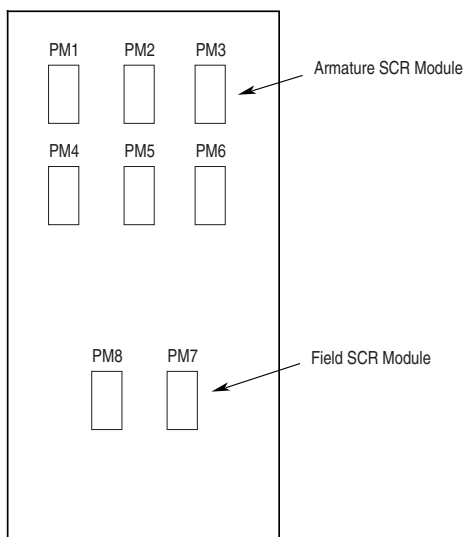 PM1 PM2 PM3
Armature SCR Module
PM4 PM5 PM6
PM8 PM7
Field SCR Module